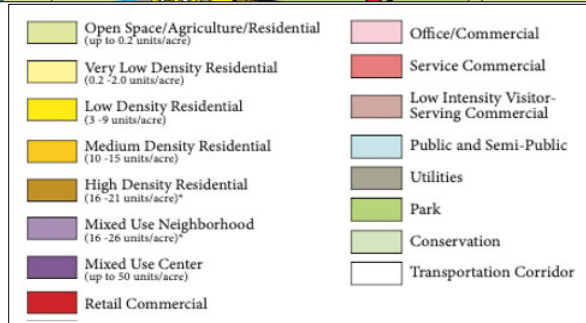 Open Space/Agriculture/Residential
(up to 0.2 units/acre)
Very Low Density Residential
(0.2 -2.0 units/acre)
Low Density Residential
(3 -9 units/acre)
Medium Density Residential
(10 -15 units/acre)
High Density Residential
(16 -21 units/acre)*
Mixed Use Neighborhood
(16 -26 units/acre)*
Mixed Use Center
(up to 50 units/acre)
Retail Commercial
Office/Commercial
Service Commercial
Low Intensity Visitor-
Serving Commercial
Public and Semi-Public
Utilities
Park
Conservation
Transportation Corridor